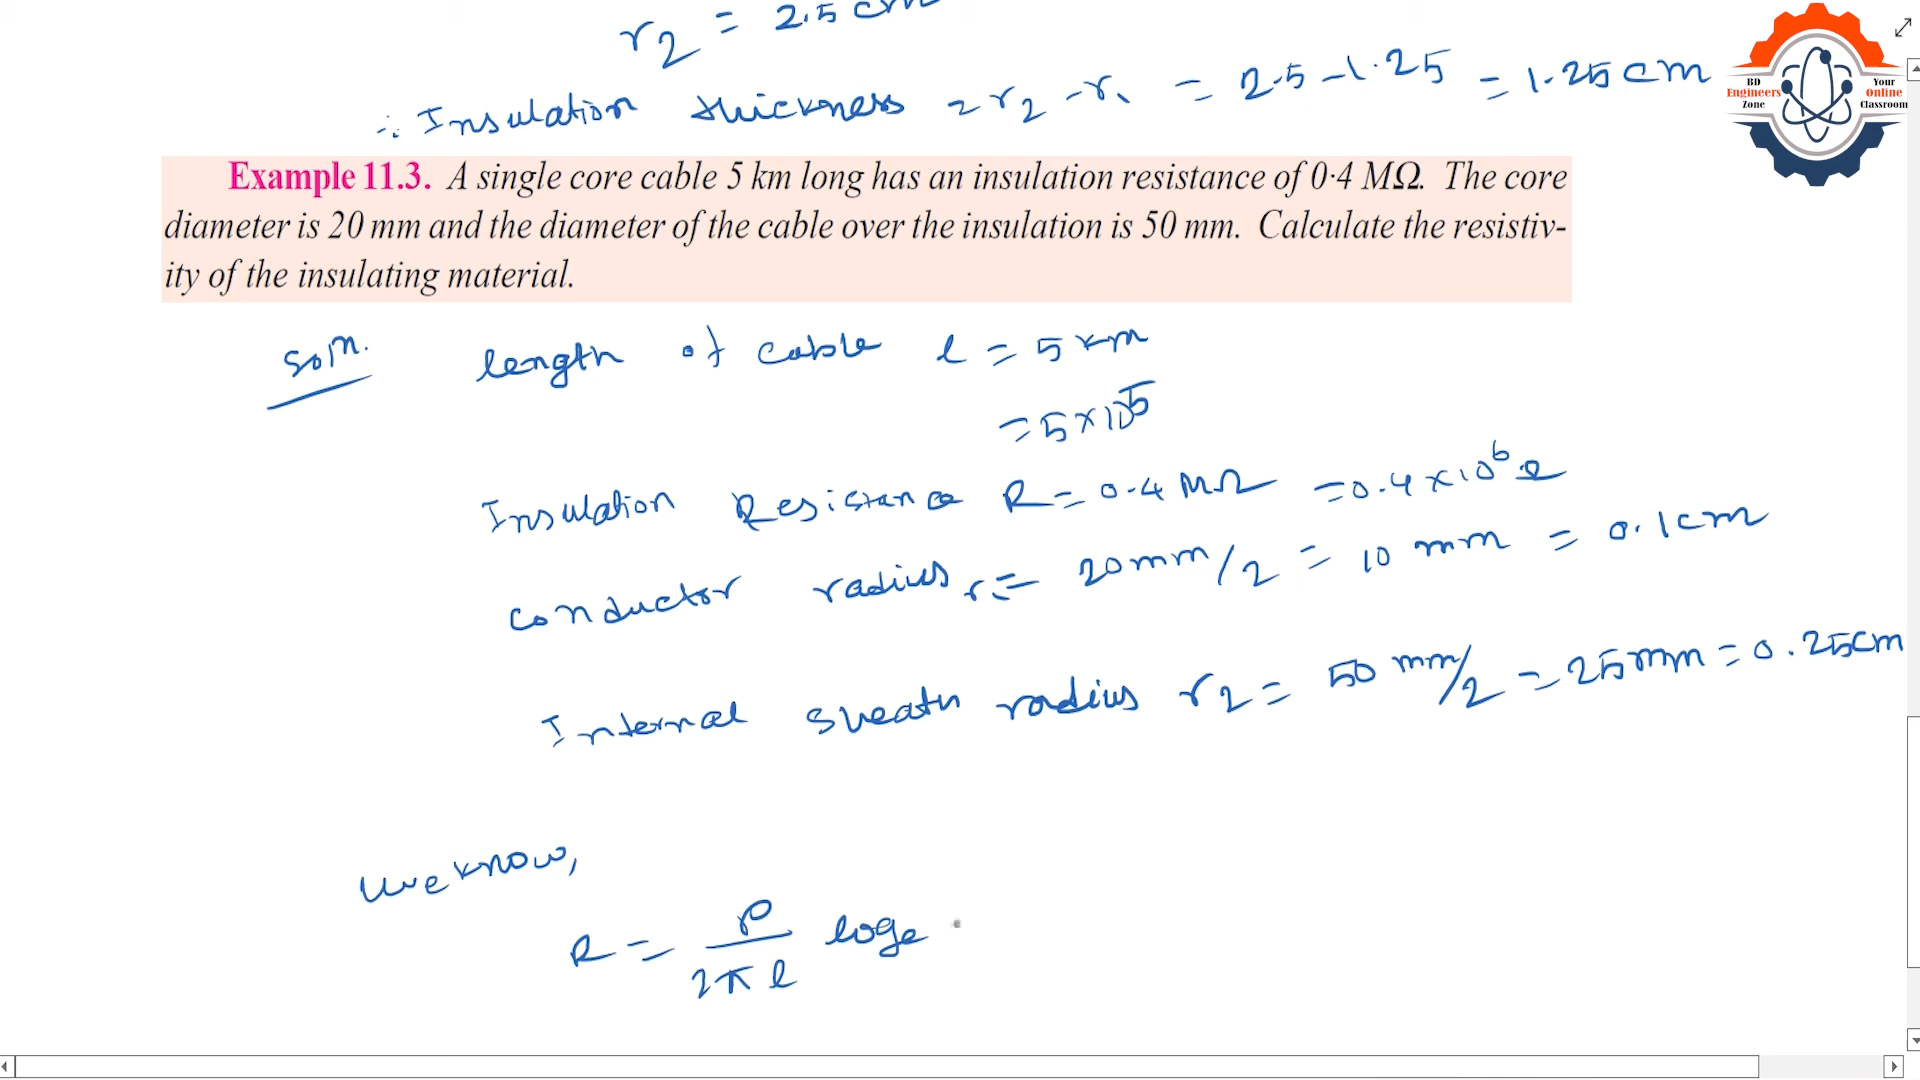 r2 = 2.5 cm
∴ Insulation thickness = r2 - r1 = 2.5 - 1.25 = 1.25 cm
BD Engineers Zone
Your Online Classroom
Example 11.3. A single core cable 5 km long has an insulation resistance of 0·4 MΩ. The core
diameter is 20 mm and the diameter of the cable over the insulation is 50 mm. Calculate the resistiv-
ity of the insulating material.
Soln. length of cable l = 5 km
= 5 × 10^5
Insulation Resistance R = 0.4 MΩ = 0.4 × 10^6 Ω
conductor radius r1 = 20mm/2 = 10 mm = 0.1cm
Internal sheath radius r2 = 50 mm/2 = 25mm = 0.25cm
We know,
R = ρ/2πl loge